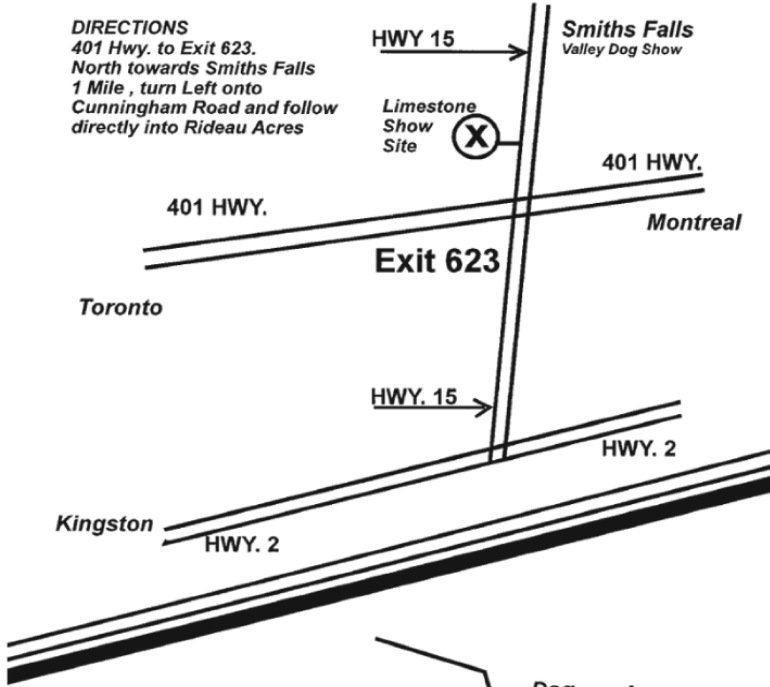 DIRECTIONS
401 Hwy. to Exit 623.
North towards Smiths Falls
1 Mile , turn Left onto
Cunningham Road and follow
directly into Rideau Acres
HWY 15
Smiths Falls
Valley Dog Show
Limestone
Show
Site
X
401 HWY.
401 HWY.
Montreal
Exit 623
Toronto
HWY. 15
HWY. 2
Kingston
HWY. 2